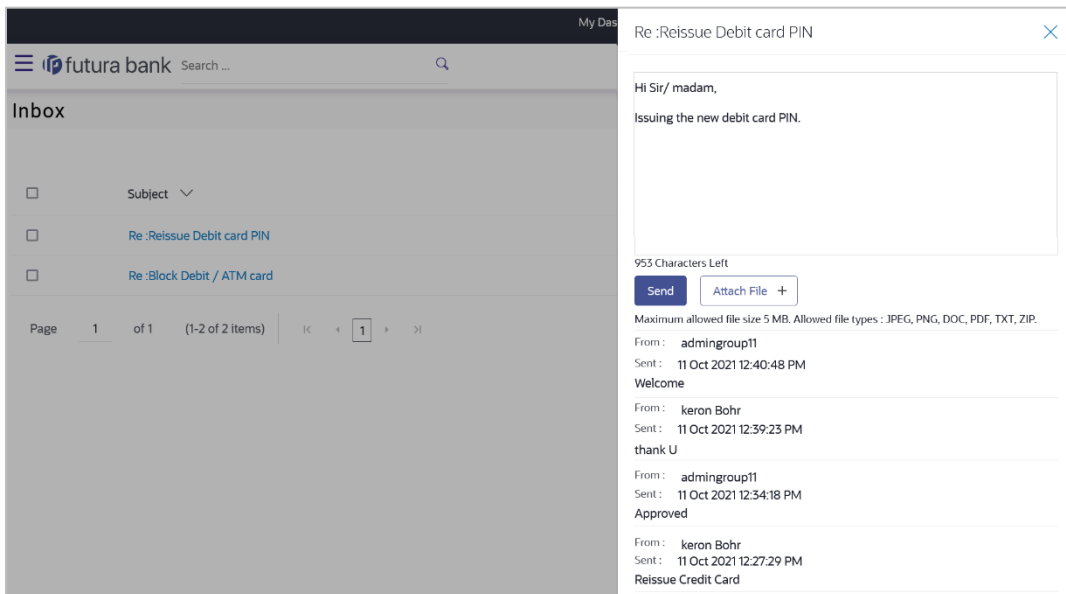 My Das
futura bank Search ...
Inbox
Subject
Re :Reissue Debit card PIN
Re :Block Debit / ATM card
Page 1 of 1 (1-2 of 2 items) 1
Re :Reissue Debit card PIN
Hi Sir/ madam,
Issuing the new debit card PIN.
953 Characters Left
Send Attach File +
Maximum allowed file size 5 MB. Allowed file types : JPEG, PNG, DOC, PDF, TXT, ZIP.
From : admingroup11
Sent : 11 Oct 2021 12:40:48 PM
Welcome
From : keron Bohr
Sent : 11 Oct 2021 12:39:23 PM
thank U
From : admingroup11
Sent : 11 Oct 2021 12:34:18 PM
Approved
From : keron Bohr
Sent : 11 Oct 2021 12:27:29 PM
Reissue Credit Card